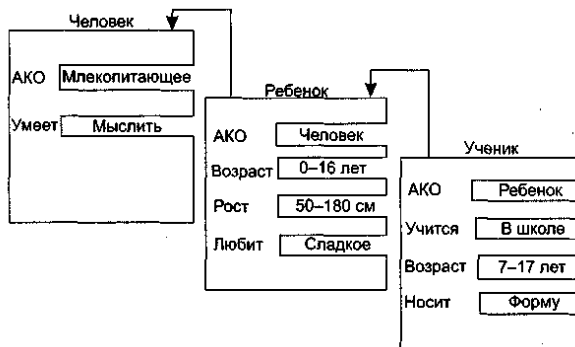 Человек
АКО Млекопитающее
Умеет Мыслить
Ребенок
АКО Человек
Возраст 0–16 лет
Рост 50–180 см
Любит Сладкое
Ученик
АКО Ребенок
Учится В школе
Возраст 7–17 лет
Носит Форму